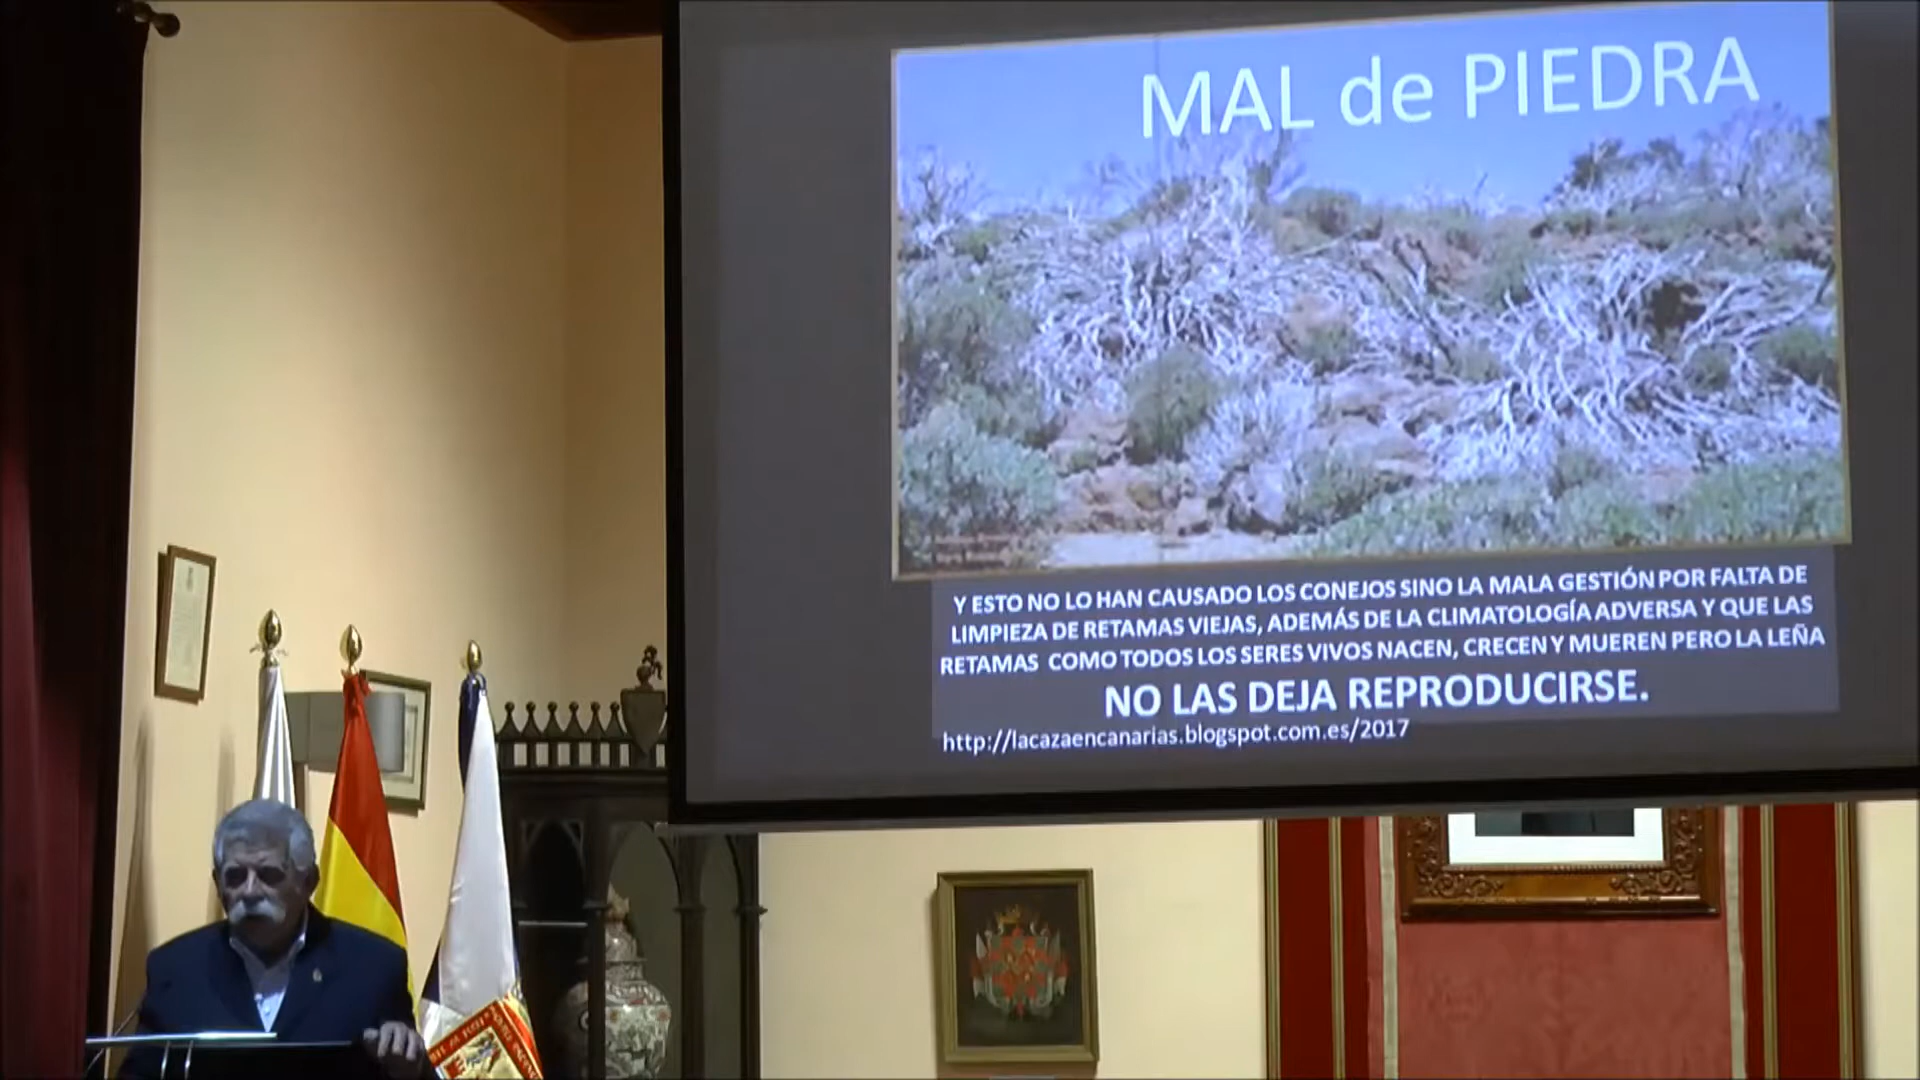 MAL de PIEDRA
Y ESTO NO LO HAN CAUSADO LOS CONEJOS SINO LA MALA GESTIÓN POR FALTA DE
LIMPIEZA DE RETAMAS VIEJAS, ADEMÁS DE LA CLIMATOLOGÍA ADVERSA Y QUE LAS
RETAMAS COMO TODOS LOS SERES VIVOS NACEN, CRECEN Y MUEREN PERO LA LEÑA
NO LAS DEJA REPRODUCIRSE.
http://lacazaencanarias.blogspot.com.es/2017